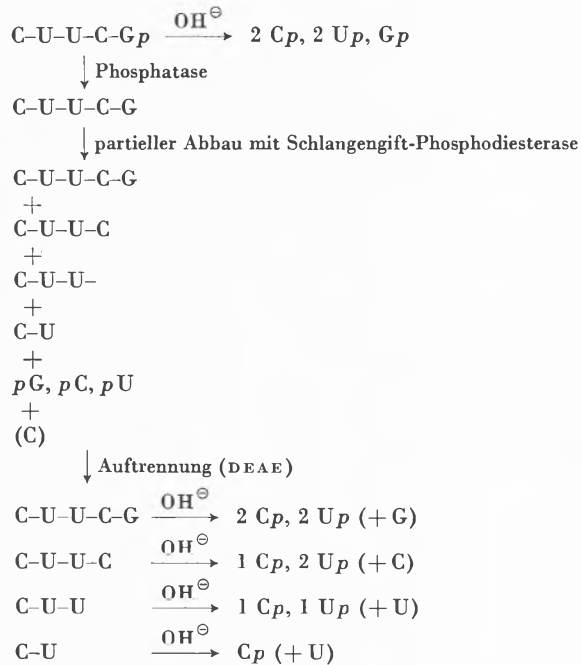 C–U–U–C–Gp OH⊖ → 2 Cp, 2 Up, Gp
↓ Phosphatase
C–U–U–C–G
↓ partieller Abbau mit Schlangengift-Phosphodiesterase
C–U–U–C–G
+
C–U–U–C
+
C–U–U–
+
C–U
+
pG, pC, pU
+
(C)
↓ Auftrennung (DEAE)
C–U–U–C–G OH⊖ → 2 Cp, 2 Up (+ G)
C–U–U–C OH⊖ → 1 Cp, 2 Up (+ C)
C–U–U OH⊖ → 1 Cp, 1 Up (+ U)
C–U OH⊖ → Cp (+ U)